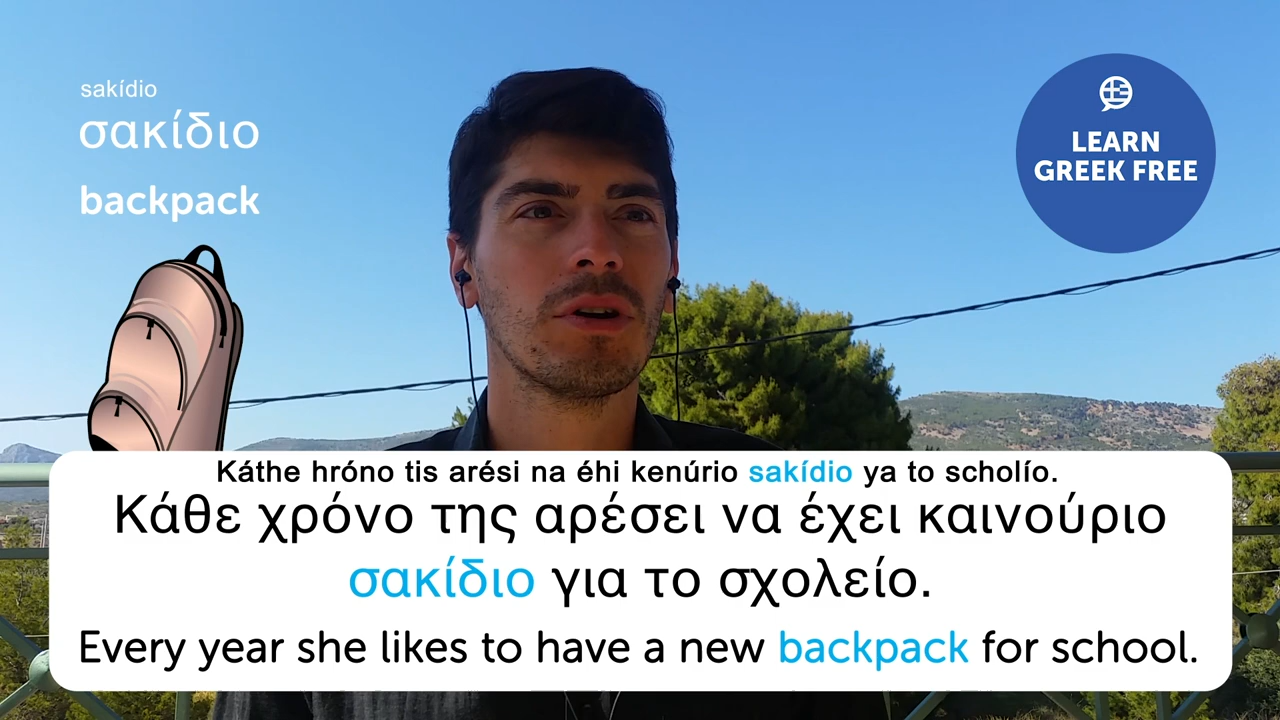 sakídio
σακίδιο
backpack
LEARN
GREEK FREE
Káthe hróno tis arési na éhi kenúrio sakídio ya to scholío.
Κάθε χρόνο της αρέσει να έχει καινούριο
σακίδιο για το σχολείο.
Every year she likes to have a new backpack for school.